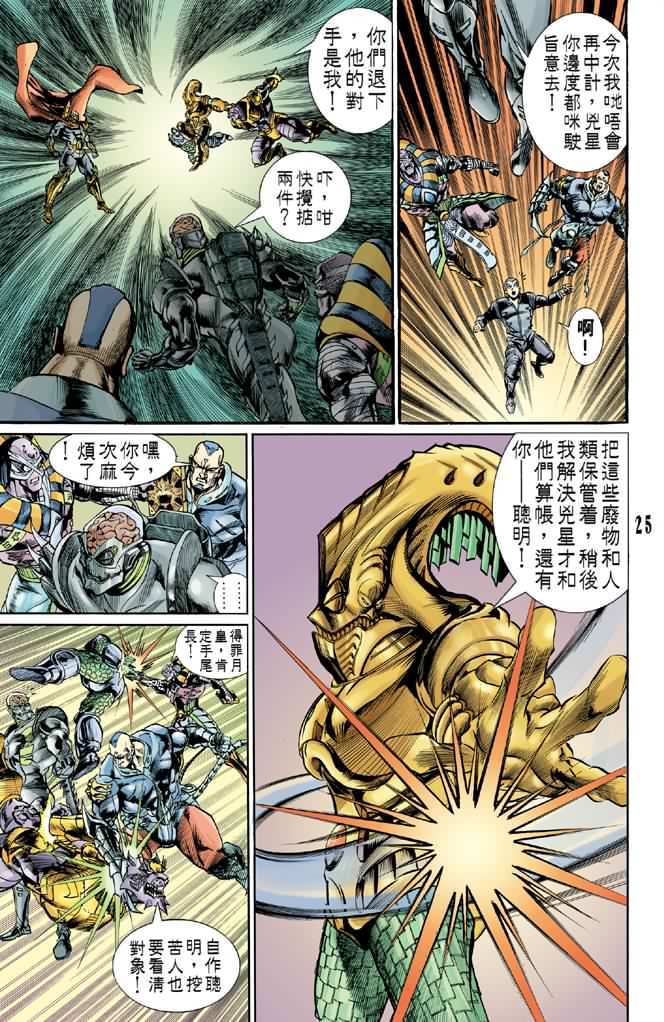 今次我哋唔會
再中計，兇星
你邊度都咪駛
旨意去！
啊！
你們退下
，他的對
手是我！
吓，咁
快攪掂
兩件？
把這些廢物和人
類保管着，稍後
我解決兇星才和
他們算帳，還有
你——聰明！
嘿，
你今
次麻
煩了
！
……
得罪月
皇，肯
定手尾
長！
自作聰
明，挖
苦人也
要看清
對象！
25